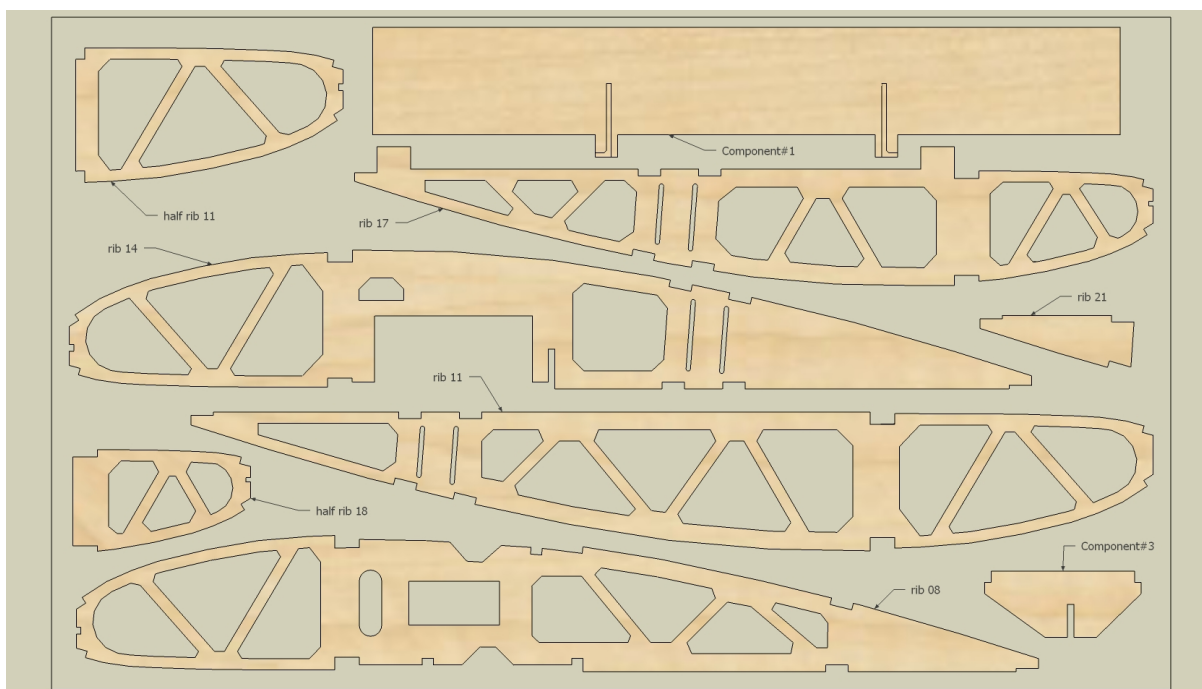 Component#1
half rib 11
rib 17
rib 14
rib 21
rib 11
half rib 18
Component#3
rib 08